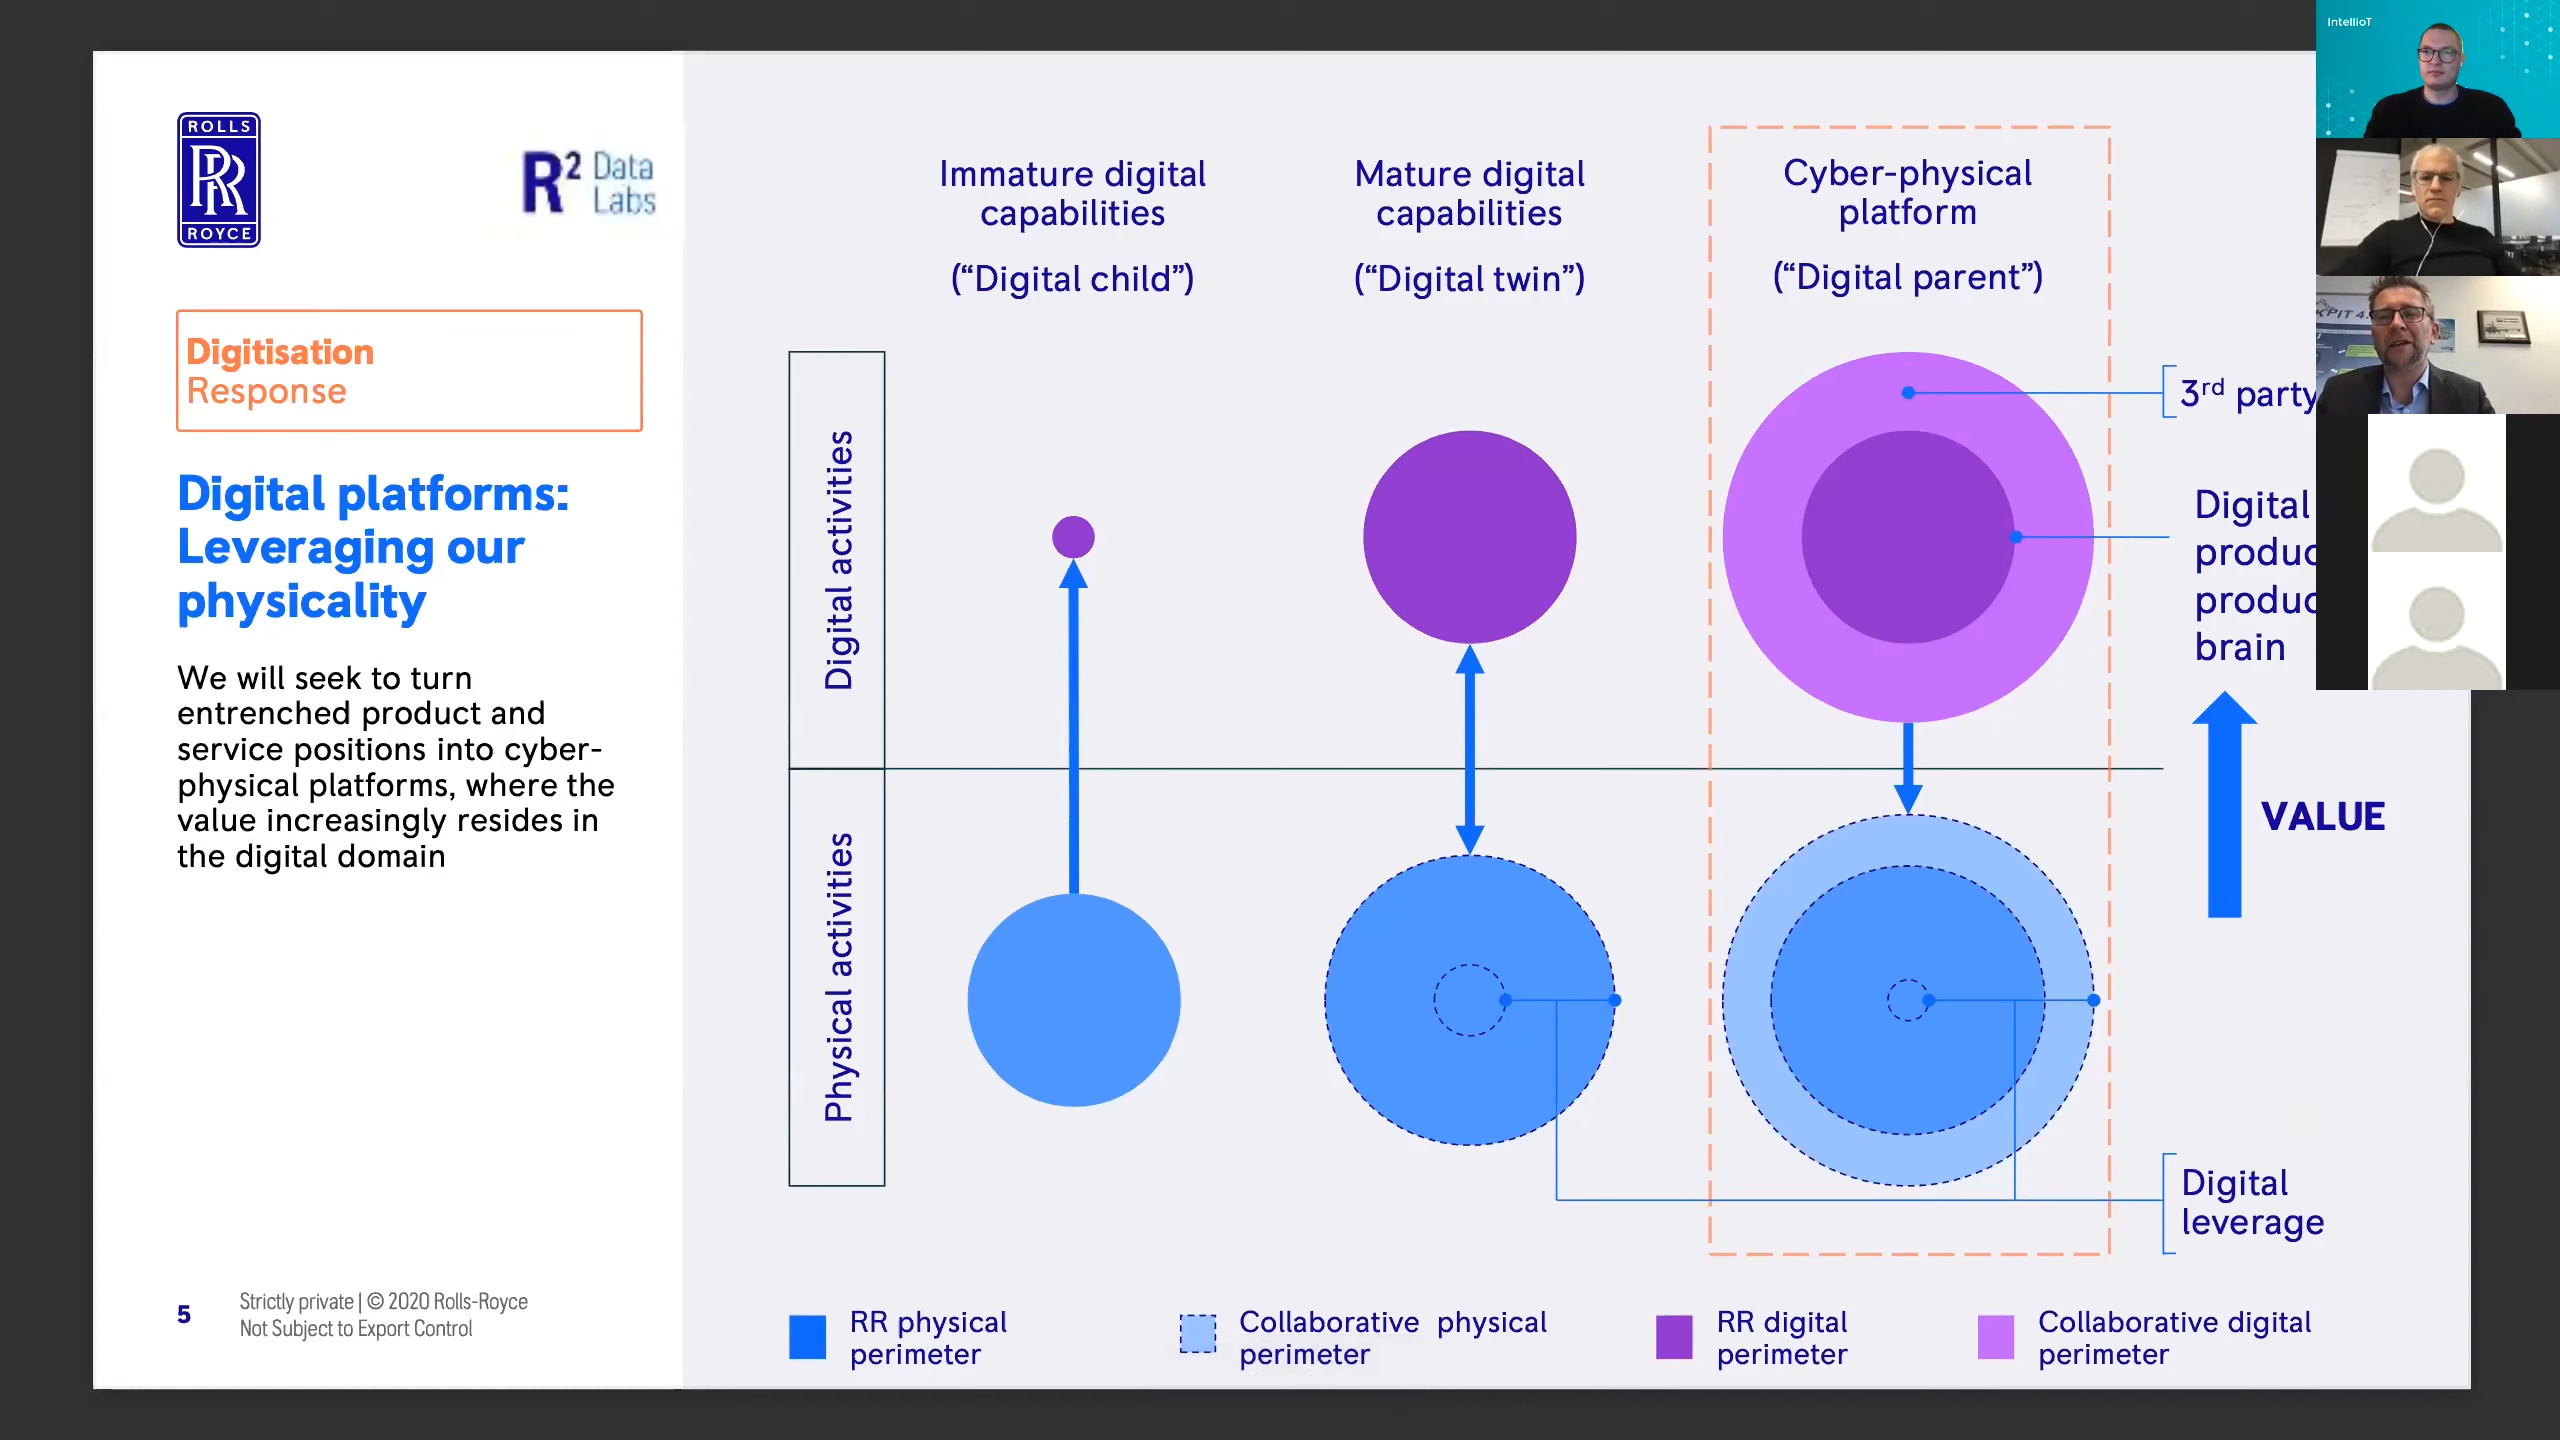 ROLLS
RR
ROYCE
R² Data
Labs
Digitisation
Response
Digital platforms:
Leveraging our
physicality
We will seek to turn
entrenched product and
service positions into cyber-
physical platforms, where the
value increasingly resides in
the digital domain
5
Strictly private | © 2020 Rolls-Royce
Not Subject to Export Control
Immature digital
capabilities
(“Digital child”)
Mature digital
capabilities
(“Digital twin”)
Cyber-physical
platform
(“Digital parent”)
Digital activities
Physical activities
3rd party
Digital
brain
VALUE
Digital
leverage
RR physical
perimeter
Collaborative physical
perimeter
RR digital
perimeter
Collaborative digital
perimeter
IntellIoT